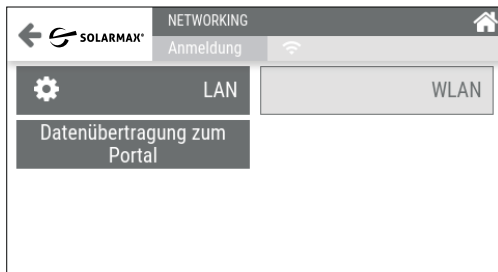 SOLARMAX®
NETWORKING
Anmeldung
LAN
WLAN
Datenübertragung zum
Portal